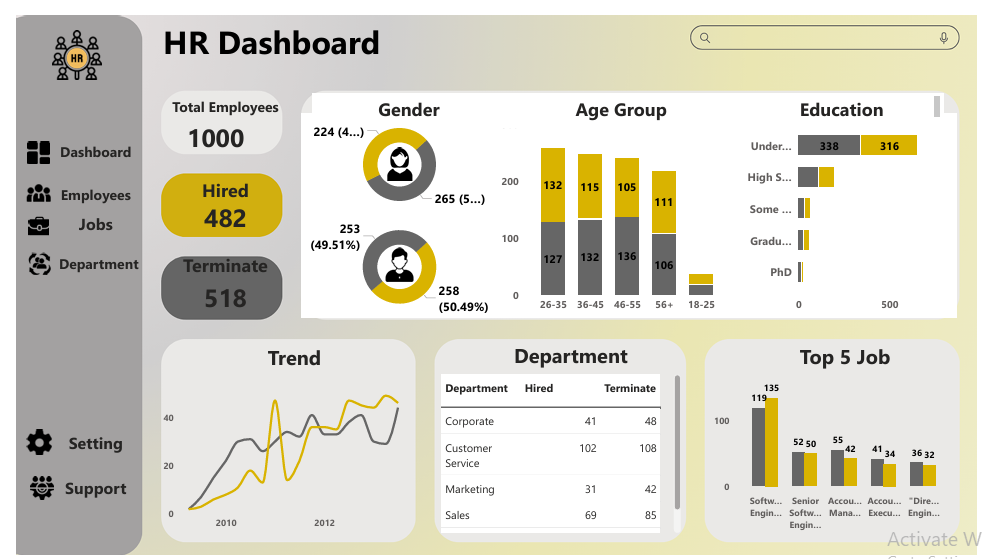 HR
HR Dashboard
Dashboard
Employees
Jobs
Department
Setting
Support
Total Employees
1000
Hired
482
Terminate
518
Gender
224 (4...)
265 (5...)
253
(49.51%)
258
(50.49%)
Age Group
200
100
0
132
127
115
132
105
136
111
106
26-35 36-45 46-55 56+ 18-25
Education
Under...
338 316
High S...
Some ...
Gradu...
PhD
0 500
Trend
40
20
0
2010 2012
Department
Department Hired Terminate
Corporate 41 48
Customer
Service 102 108
Marketing 31 42
Sales 69 85
Top 5 Job
100
0
119 135
52 50
55 42
41 34
36 32
Softw...
Engin...
Senior
Softw...
Engin...
Accou...
Mana...
Accou...
Execu...
"Dire...
Engin...
Activate W